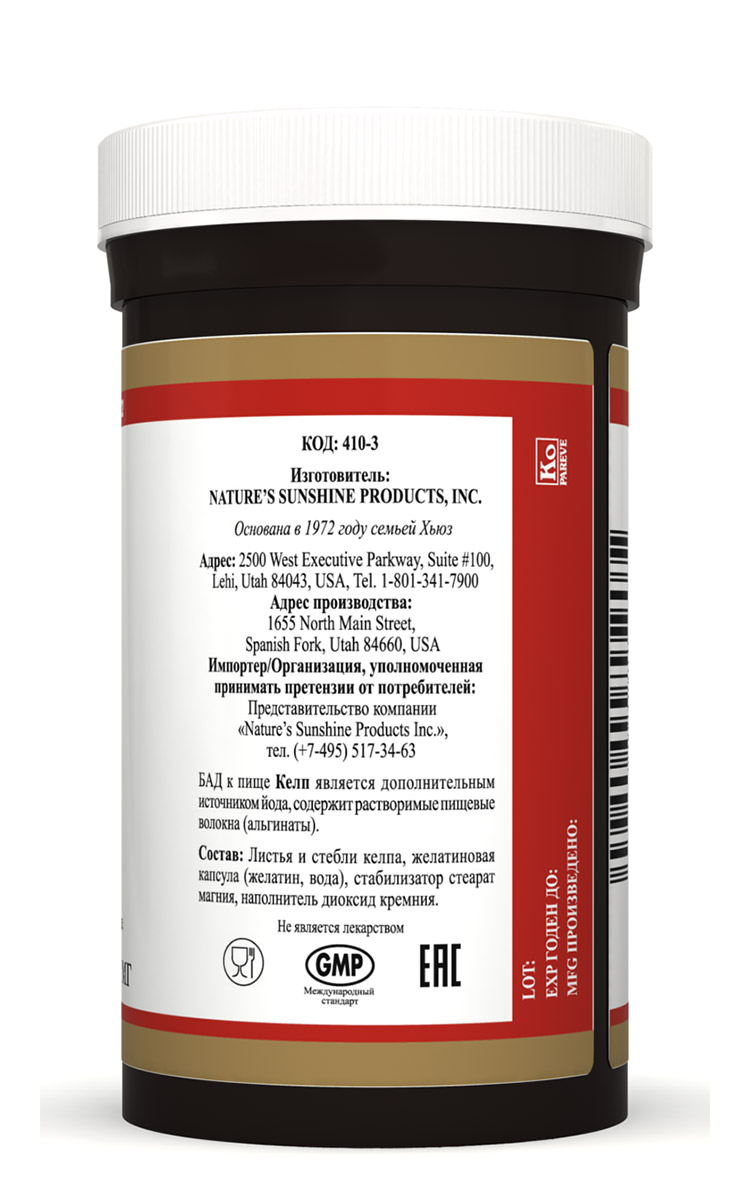 КОД: 410-3
Изготовитель:
NATURE'S SUNSHINE PRODUCTS, INC.
Основана в 1972 году семьей Хьюз
Адрес: 2500 West Executive Parkway, Suite #100,
Lehi, Utah 84043, USA, Tel. 1-801-341-7900
Адрес производства:
1655 North Main Street,
Spanish Fork, Utah 84660, USA
Импортер/Организация, уполномоченная
принимать претензии от потребителей:
Представительство компании
«Nature's Sunshine Products Inc.»,
тел. (+7-495) 517-34-63
БАД к пище Келп является дополнительным
источником йода, содержит растворимые пищевые
волокна (альгинаты).
Состав: Листья и стебли келпа, желатиновая
капсула (желатин, вода), стабилизатор стеарат
магния, наполнитель диоксид кремния.
Не является лекарством
GMP
Международный
стандарт
EAC
Ko
PAREVE
LOT:
EXP ГОДЕН ДО:
MFG ПРОИЗВЕДЕНО: